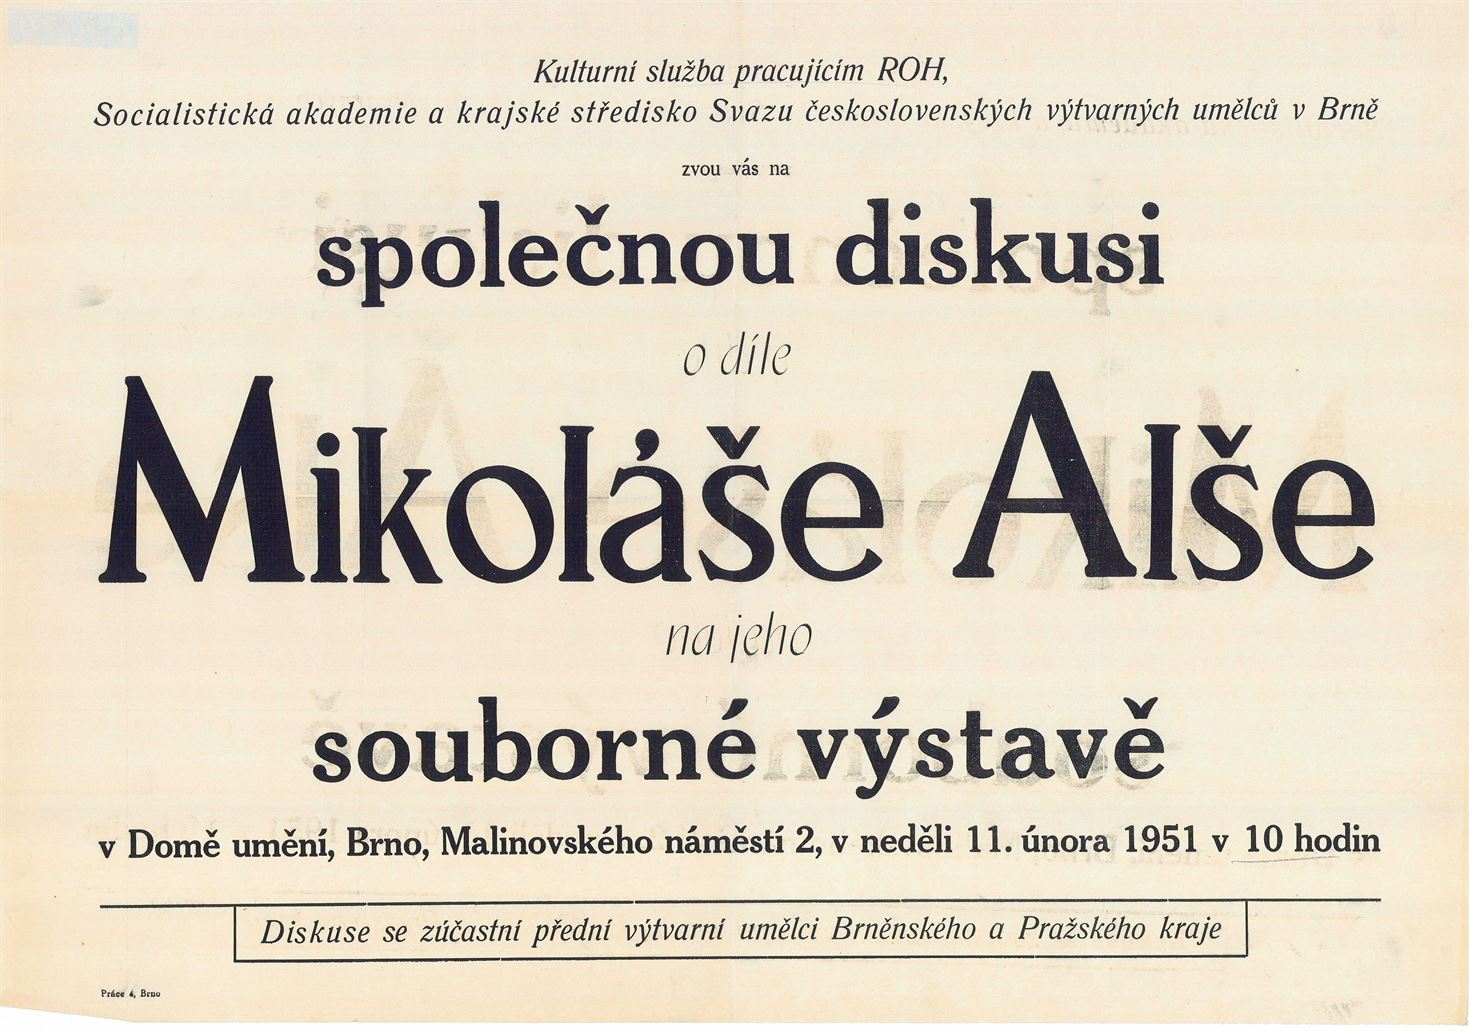 Kulturní služba pracujícím ROH,
Socialistická akademie a krajské středisko Svazu československých výtvarných umělců v Brně
zvou vás na
společnou diskusi
o díle
Mikoláše Alše
na jeho
souborné výstavě
v Domě umění, Brno, Malinovského náměstí 2, v neděli 11. února 1951 v 10 hodin
Diskuse se zúčastní přední výtvarní umělci Brněnského a Pražského kraje
Práce 4, Brno